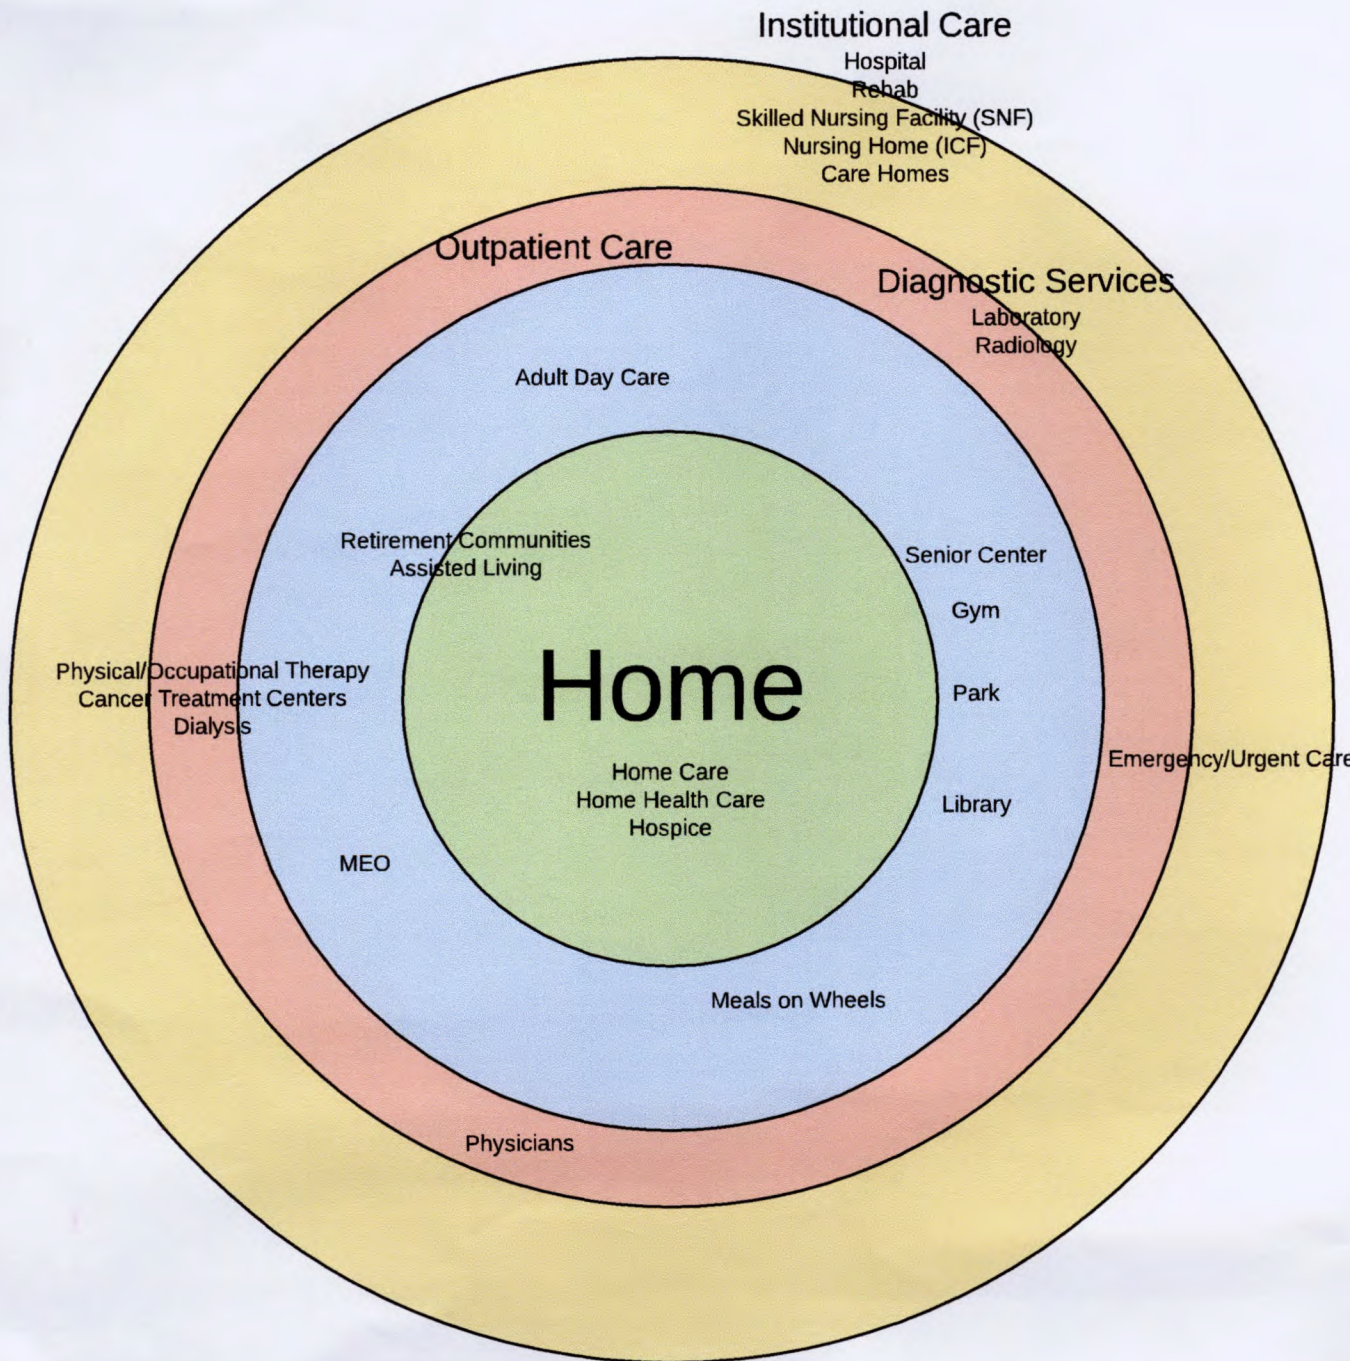 Institutional Care
Hospital
Rehab
Skilled Nursing Facility (SNF)
Nursing Home (ICF)
Care Homes
Outpatient Care
Diagnostic Services
Laboratory
Radiology
Adult Day Care
Retirement Communities
Assisted Living
Senior Center
Gym
Home
Physical/Occupational Therapy
Cancer Treatment Centers
Dialysis
Park
Emergency/Urgent Care
Home Care
Home Health Care
Hospice
Library
MEO
Meals on Wheels
Physicians